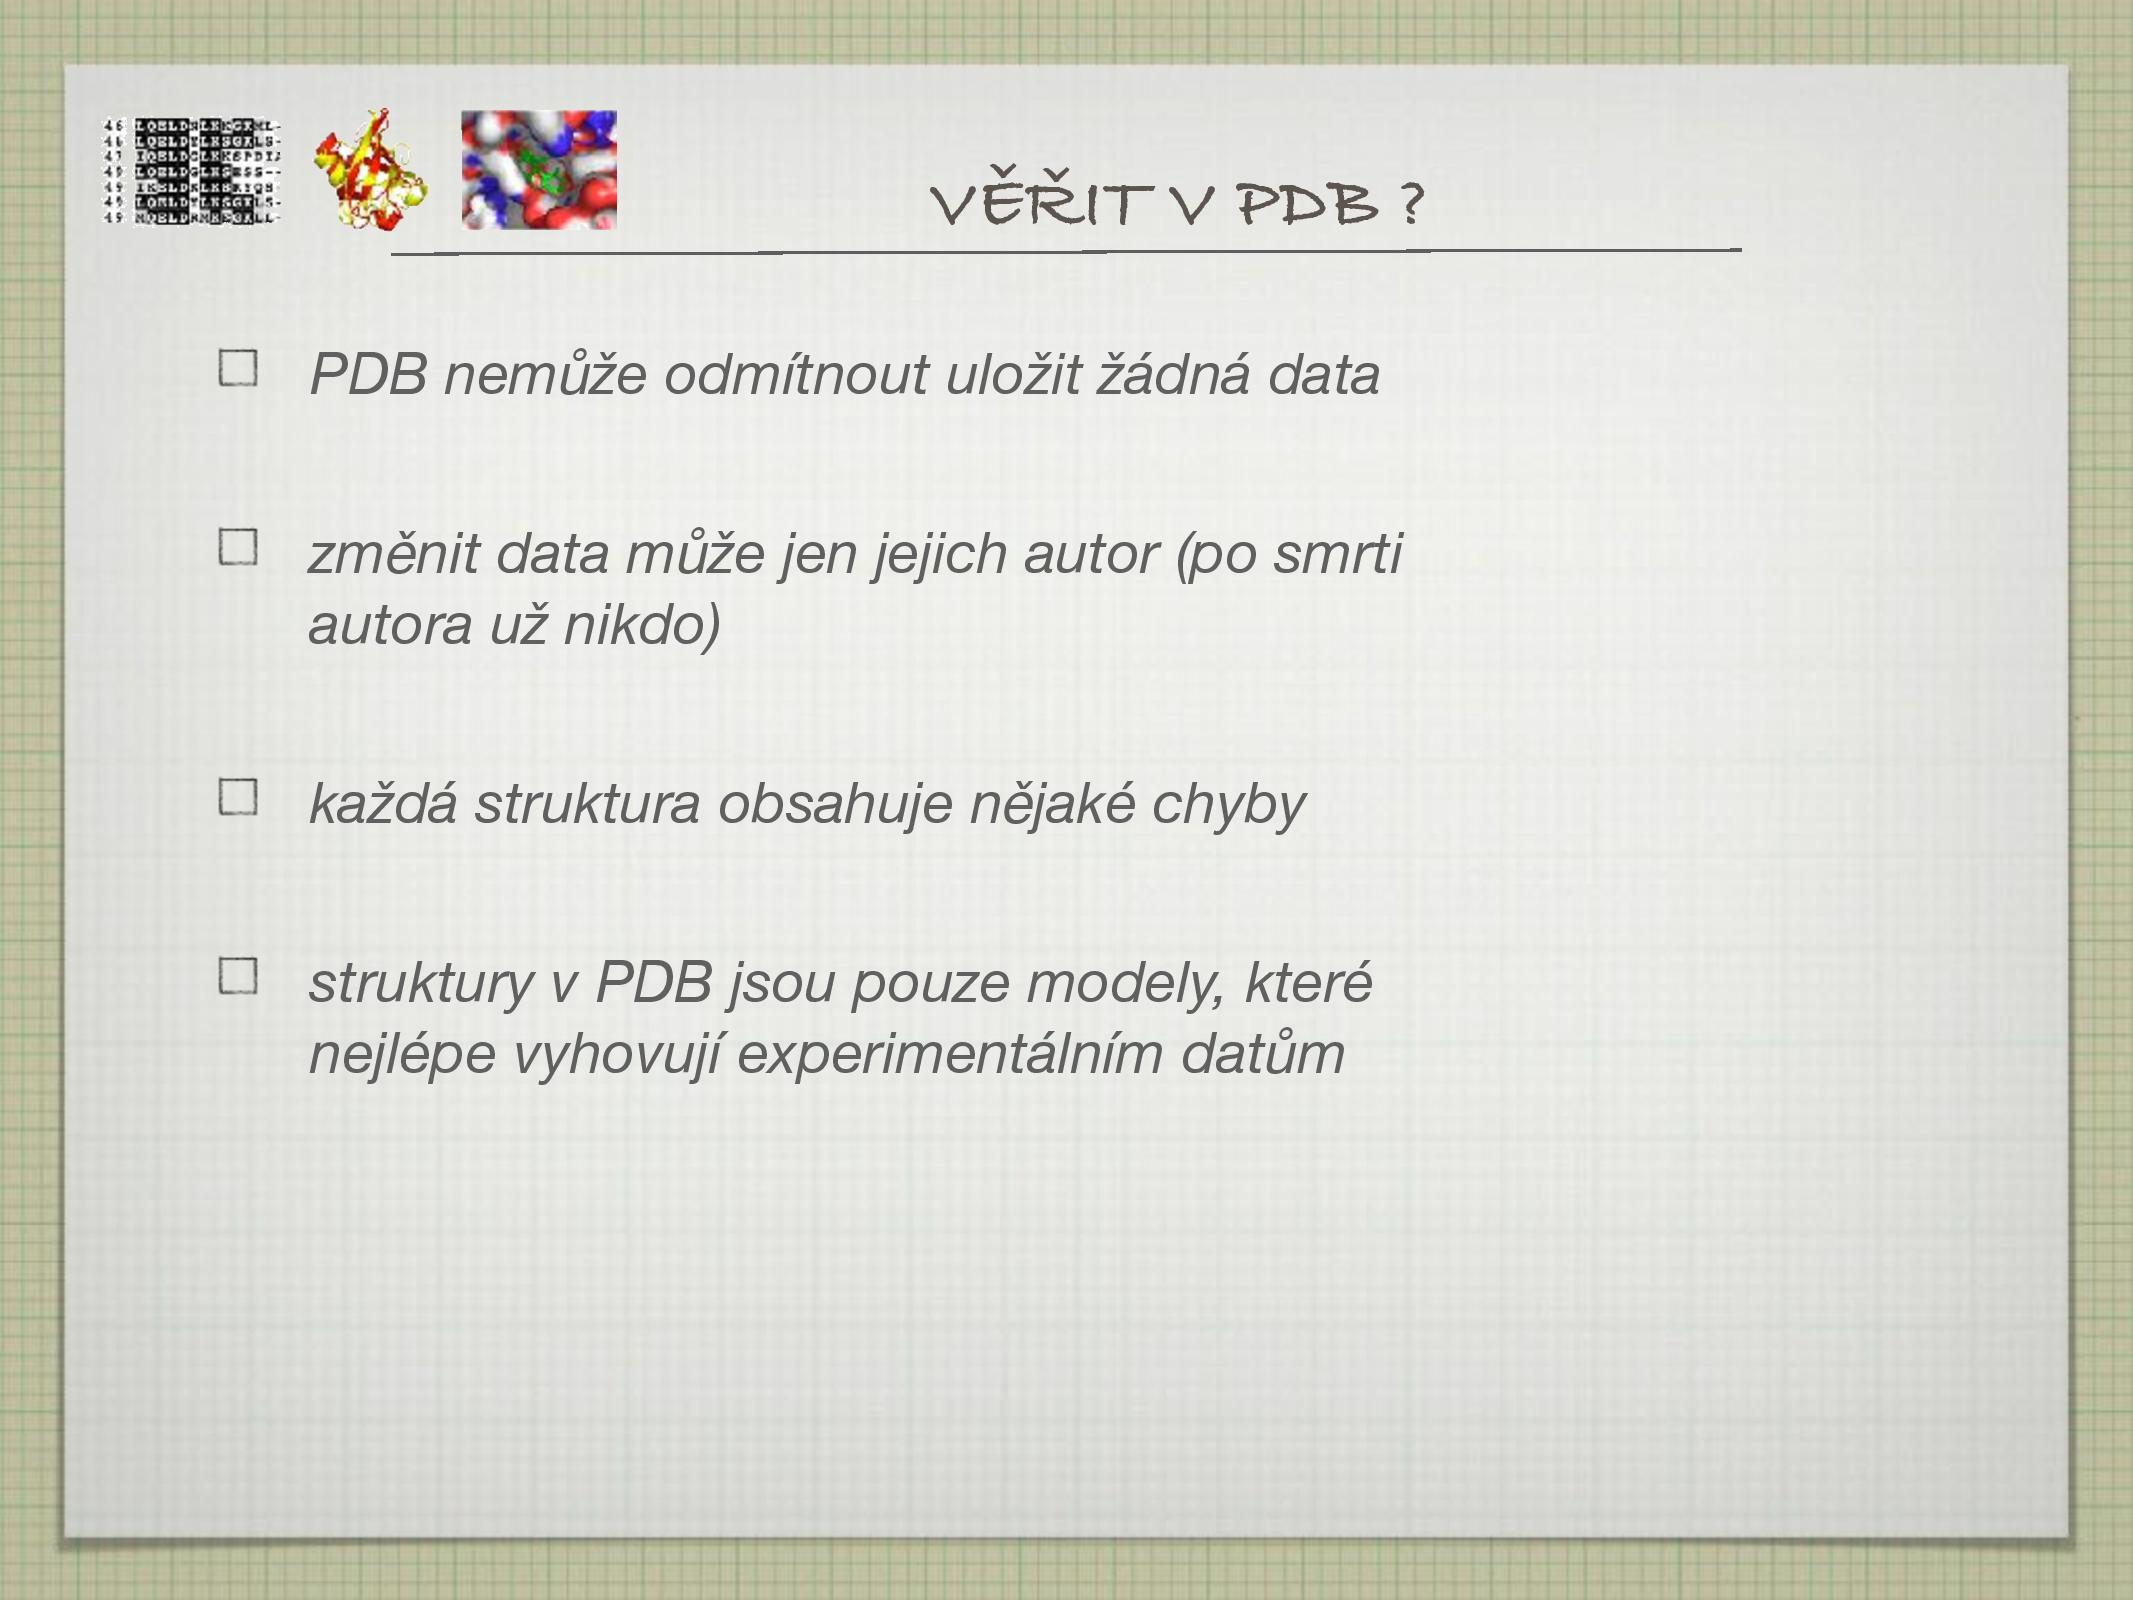 VĚŘIT V PDB ?
PDB nemůže odmítnout uložit žádná data
změnit data může jen jejich autor (po smrti
autora už nikdo)
každá struktura obsahuje nějaké chyby
struktury v PDB jsou pouze modely, které
nejlépe vyhovují experimentálním datům